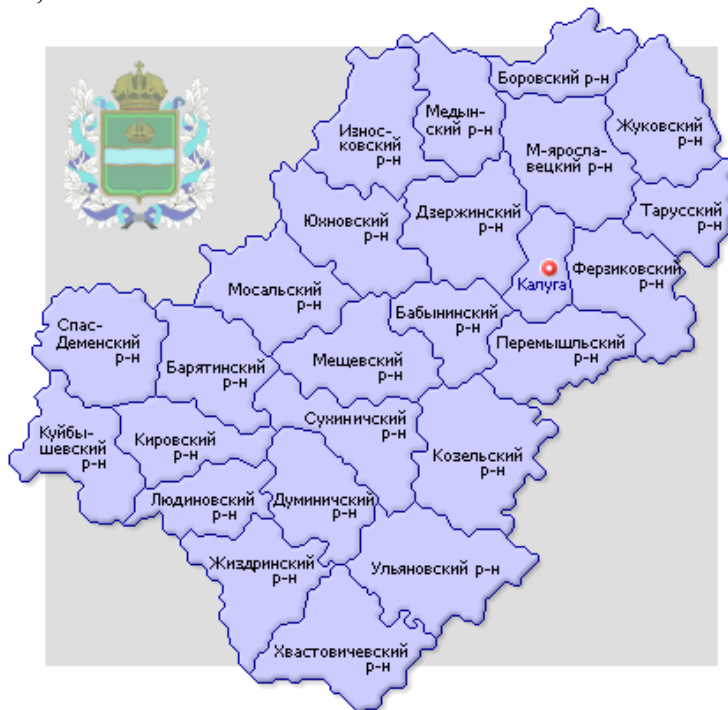 Боровский р-н
Медын-
ский р-н
Износ-
ковский
р-н
Жуковский
р-н
М-яросла-
вецкий р-н
Тарусский
р-н
Юхновский
р-н
Дзержинский
р-н
Калуга
Ферзиковский
р-н
Мосальский
р-н
Бабынинский
р-н
Спас-
Деменский
р-н
Перемышльский
р-н
Барятинский
р-н
Мещевский
р-н
Сухиничский
р-н
Куйбы-
шевский
р-н
Кировский
р-н
Козельский
р-н
Людиновский
р-н
Думиничский
р-н
Жиздринский
р-н
Ульяновский р-н
Хвастовичевский
р-н